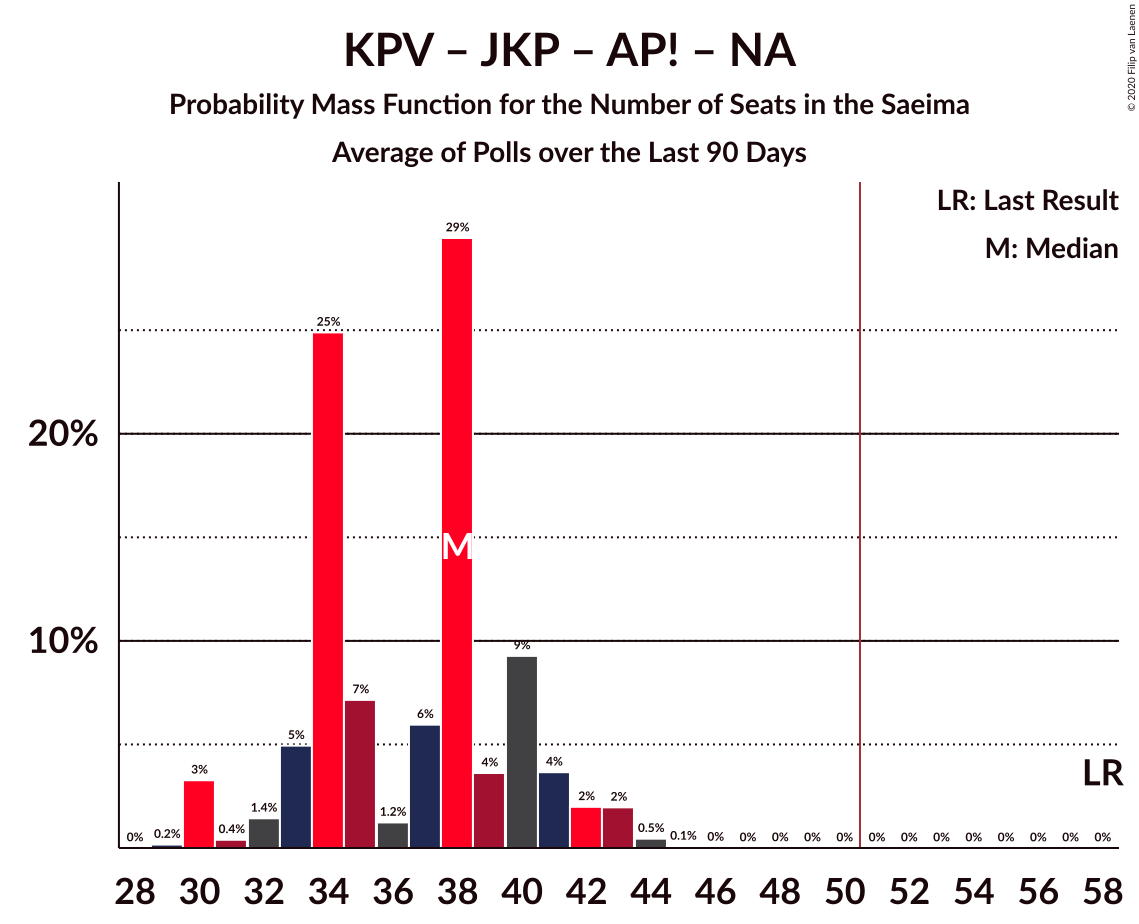 KPV – JKP – AP! – NA
Probability Mass Function for the Number of Seats in the Saeima
Average of Polls over the Last 90 Days
© 2020 Filip van Laenen
LR: Last Result
M: Median
20%
10%
0% 0.2% 3% 0.4% 1.4% 5% 25% 7% 1.2% 6% 29% 4% 9% 4% 2% 2% 0.5% 0.1% 0% 0% 0% 0% 0% 0% 0% 0% 0% 0% 0% 0% 0%
M
LR
28 30 32 34 36 38 40 42 44 46 48 50 52 54 56 58